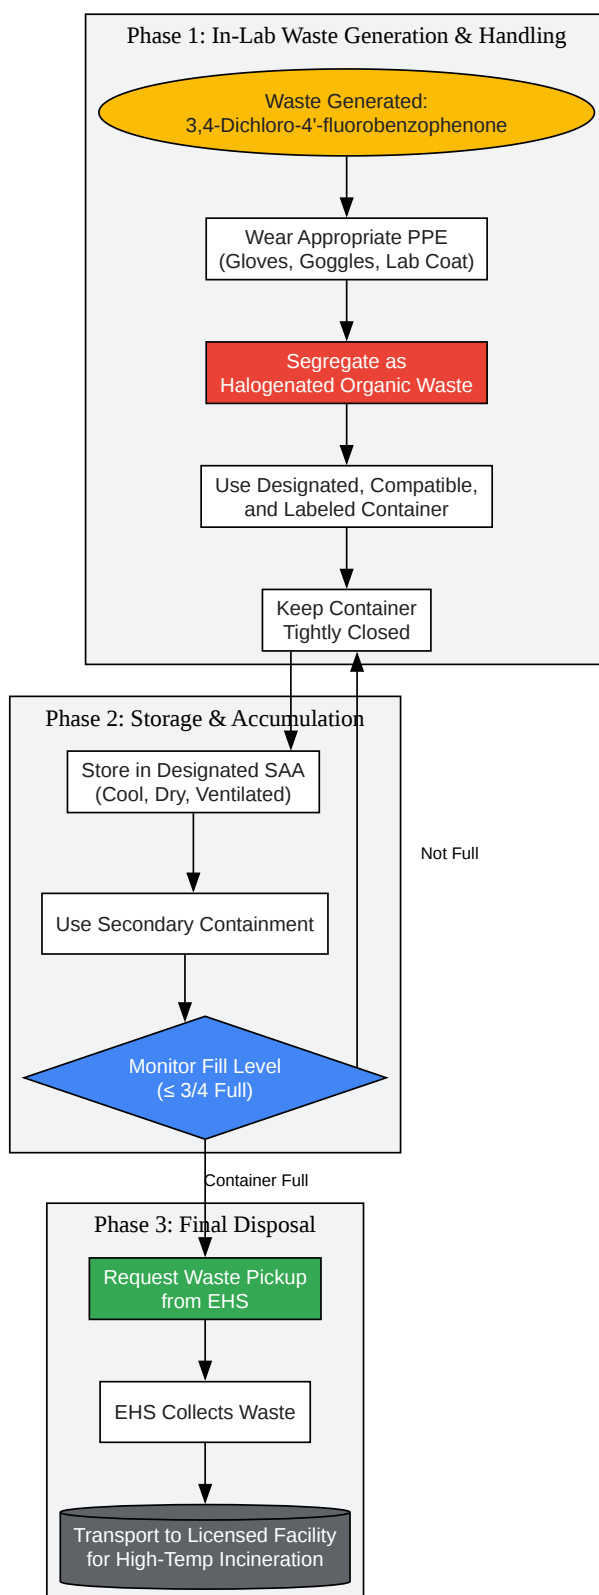 Phase 1: In-Lab Waste Generation & Handling
Waste Generated:
3,4-Dichloro-4'-fluorobenzophenone
Wear Appropriate PPE
(Gloves, Goggles, Lab Coat)
Segregate as
Halogenated Organic Waste
Use Designated, Compatible,
and Labeled Container
Keep Container
Tightly Closed
Phase 2: Storage & Accumulation
Store in Designated SAA
(Cool, Dry, Ventilated)
Not Full
Use Secondary Containment
Monitor Fill Level
(≤ 3/4 Full)
Container Full
Phase 3: Final Disposal
Request Waste Pickup
from EHS
EHS Collects Waste
Transport to Licensed Facility
for High-Temp Incineration